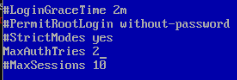 #LoginGraceTime 2m
#PermitRootLogin without-password
#StrictModes yes
MaxAuthTries 2
#MaxSessions 10